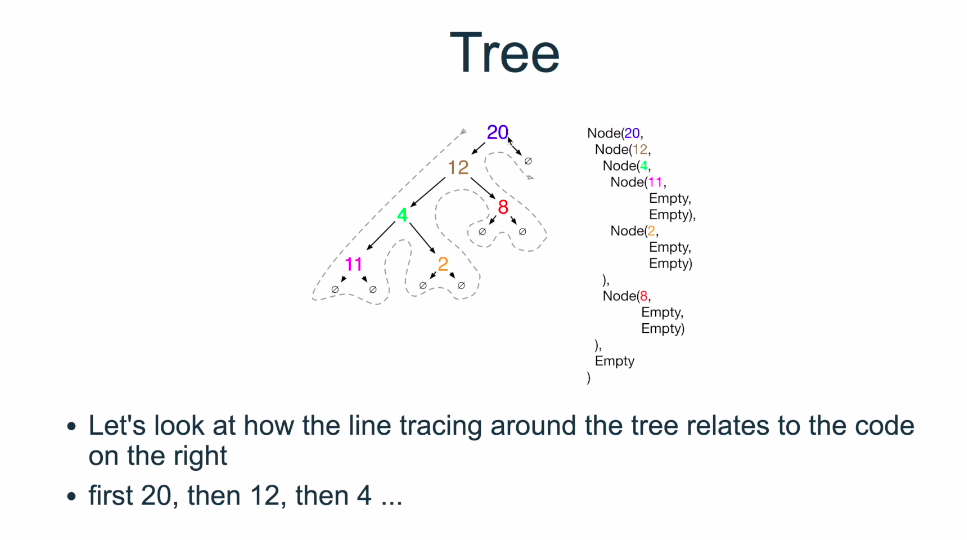 Tree
20
∅
12
8
4
∅ ∅
11
2
∅ ∅ ∅ ∅
Node(20,
Node(12,
Node(4,
Node(11,
Empty,
Empty),
Node(2,
Empty,
Empty)
),
Node(8,
Empty,
Empty)
),
Empty
)
• Let's look at how the line tracing around the tree relates to the code
on the right
• first 20, then 12, then 4 ...